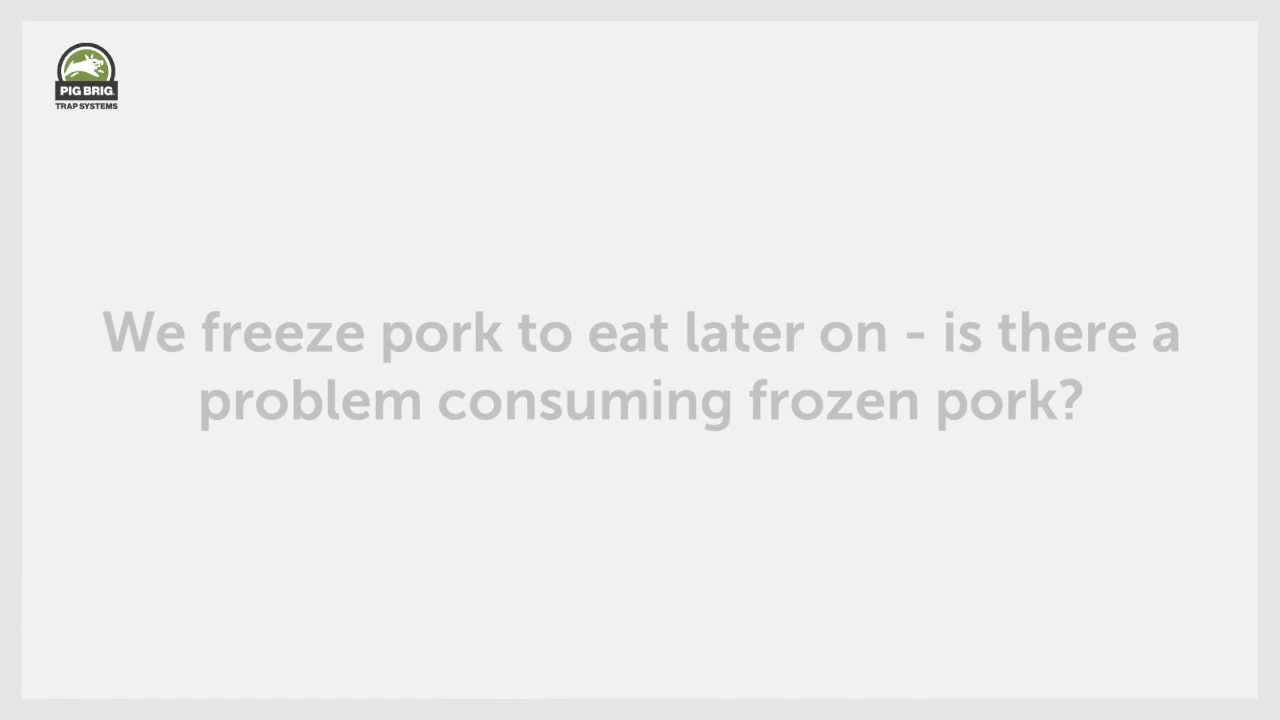 PIG BRIG
TRAP SYSTEMS
We freeze pork to eat later on - is there a
problem consuming frozen pork?